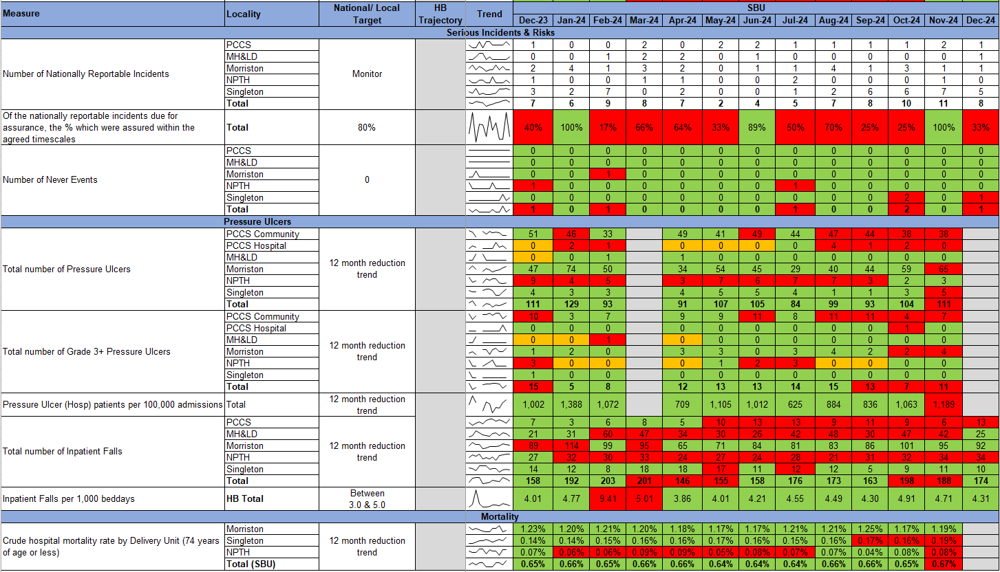 Measure Locality National/ Local Target HB Trajectory Trend SBU
Dec-23 Jan-24 Feb-24 Mar-24 Apr-24 May-24 Jun-24 Jul-24 Aug-24 Sep-24 Oct-24 Nov-24 Dec-24
Serious Incidents & Risks
Number of Nationally Reportable Incidents Monitor
PCCS 1 0 0 2 0 2 2 1 1 1 1 2 1
MH&LD 0 0 1 2 2 0 1 0 0 0 0 0 1
Morriston 2 4 1 3 2 0 1 1 4 1 3 1 1
NPTH 1 0 0 1 1 0 0 2 0 0 0 1 0
Singleton 3 2 7 0 2 0 0 1 2 6 6 7 5
Total 7 6 9 8 7 2 4 5 7 8 10 11 8
Of the nationally reportable incidents due for
assurance, the % which were assured within the
agreed timescales
Total 80% 40% 100% 17% 66% 64% 33% 89% 50% 70% 25% 25% 100% 33%
Number of Never Events 0
PCCS 0 0 0 0 0 0 0 0 0 0 0 0 0
MH&LD 0 0 0 0 0 0 0 0 0 0 0 0 0
Morriston 0 0 1 0 0 0 0 0 0 0 0 0 0
NPTH 1 0 0 0 0 0 0 1 0 0 0 0 0
Singleton 0 0 0 0 0 0 0 0 0 0 2 0 1
Total 1 0 1 0 0 0 0 1 0 0 2 0 1
Pressure Ulcers
Total number of Pressure Ulcers
12 month reduction
trend
PCCS Community 51 46 33 49 41 49 44 47 44 38 38
PCCS Hospital 0 2 1 0 0 0 0 4 1 2 0
MH&LD 0 0 1 1 0 0 0 0 0 0 0
Morriston 47 74 50 34 54 45 29 40 44 59 65
NPTH 9 4 5 3 7 6 7 7 3 2 3
Singleton 4 3 3 4 5 5 4 1 1 3 5
Total 111 129 93 91 107 105 84 99 93 104 111
Total number of Grade 3+ Pressure Ulcers
12 month reduction
trend
PCCS Community 10 3 7 9 9 11 8 11 11 4 7
PCCS Hospital 0 0 0 0 0 0 0 0 0 1 0
MH&LD 0 0 1 0 0 0 0 0 0 0 0
Morriston 1 2 0 3 3 0 3 4 2 2 4
NPTH 3 0 0 0 1 2 3 0 0 0 0
Singleton 1 0 0 0 0 0 0 0 0 0 0
Total 15 5 8 12 13 13 14 15 13 7 11
Pressure Ulcer (Hosp) patients per 100,000 admissions Total
12 month reduction
trend
1,002 1,388 1,072 709 1,105 1,012 625 884 836 1,063 1,189
Total number of Inpatient Falls
12 month reduction
trend
PCCS 7 3 6 8 5 10 13 13 9 11 9 6 13
MH&LD 21 31 60 47 34 30 26 42 48 30 47 42 25
Morriston 89 114 99 95 65 71 84 81 83 86 101 95 92
NPTH 27 32 30 33 24 27 24 28 21 31 32 34 34
Singleton 14 12 8 18 18 17 11 12 12 5 9 11 10
Total 158 192 203 201 146 155 158 176 173 163 198 188 174
Inpatient Falls per 1,000 beddays HB Total
Between
3.0 & 5.0
4.01 4.77 9.41 5.01 3.86 4.01 4.21 4.55 4.49 4.30 4.91 4.71 4.31
Mortality
Crude hospital mortality rate by Delivery Unit (74 years
of age or less)
12 month reduction
trend
Morriston 1.23% 1.20% 1.21% 1.20% 1.18% 1.17% 1.17% 1.21% 1.21% 1.25% 1.17% 1.19%
Singleton 0.14% 0.14% 0.15% 0.16% 0.16% 0.17% 0.16% 0.15% 0.16% 0.17% 0.16% 0.19%
NPTH 0.07% 0.06% 0.06% 0.09% 0.09% 0.05% 0.08% 0.07% 0.07% 0.04% 0.08% 0.08%
Total (SBU) 0.65% 0.66% 0.65% 0.66% 0.66% 0.64% 0.64% 0.64% 0.66% 0.66% 0.65% 0.67%